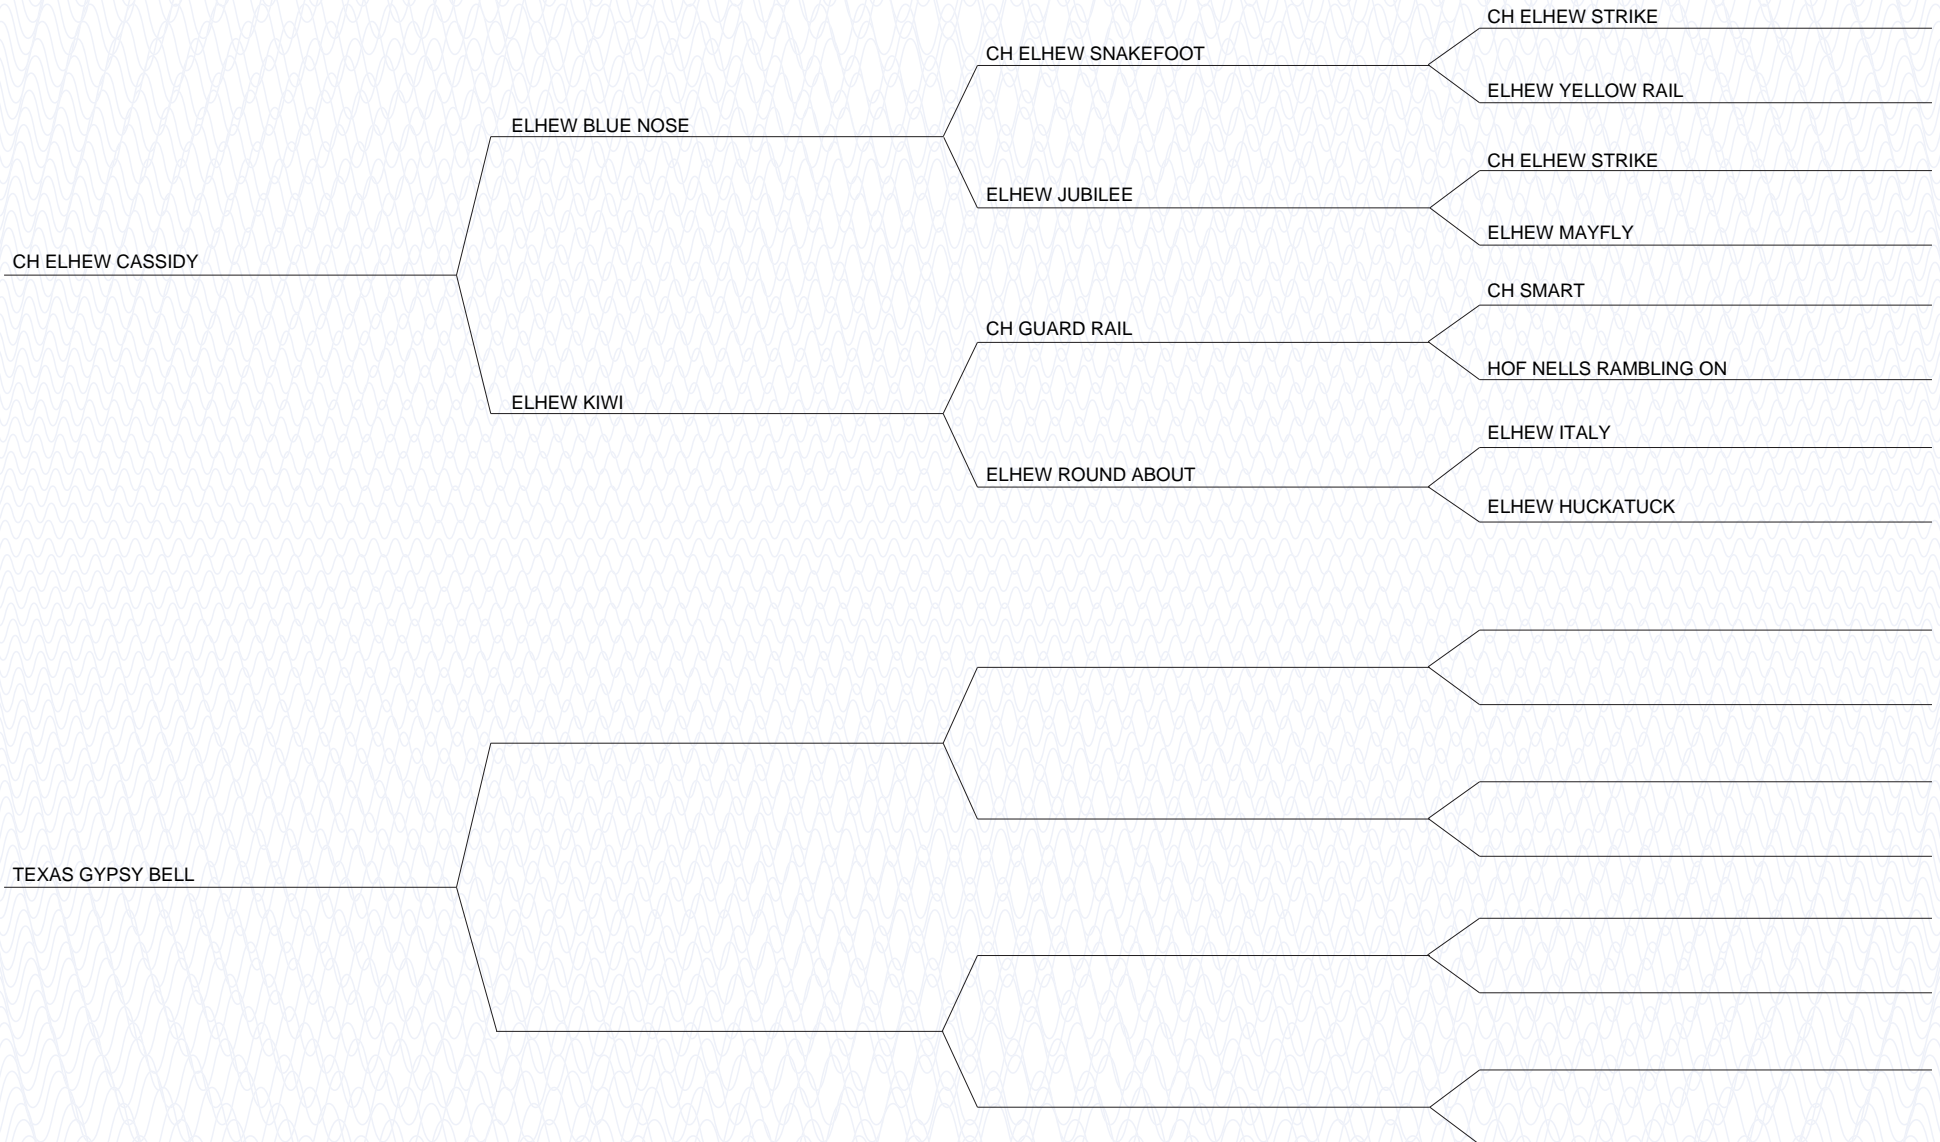 CH ELHEW STRIKE
CH ELHEW SNAKEFOOT
ELHEW YELLOW RAIL
ELHEW BLUE NOSE
CH ELHEW STRIKE
ELHEW JUBILEE
ELHEW MAYFLY
CH ELHEW CASSIDY
CH SMART
CH GUARD RAIL
HOF NELLS RAMBLING ON
ELHEW KIWI
ELHEW ITALY
ELHEW ROUND ABOUT
ELHEW HUCKATUCK
TEXAS GYPSY BELL